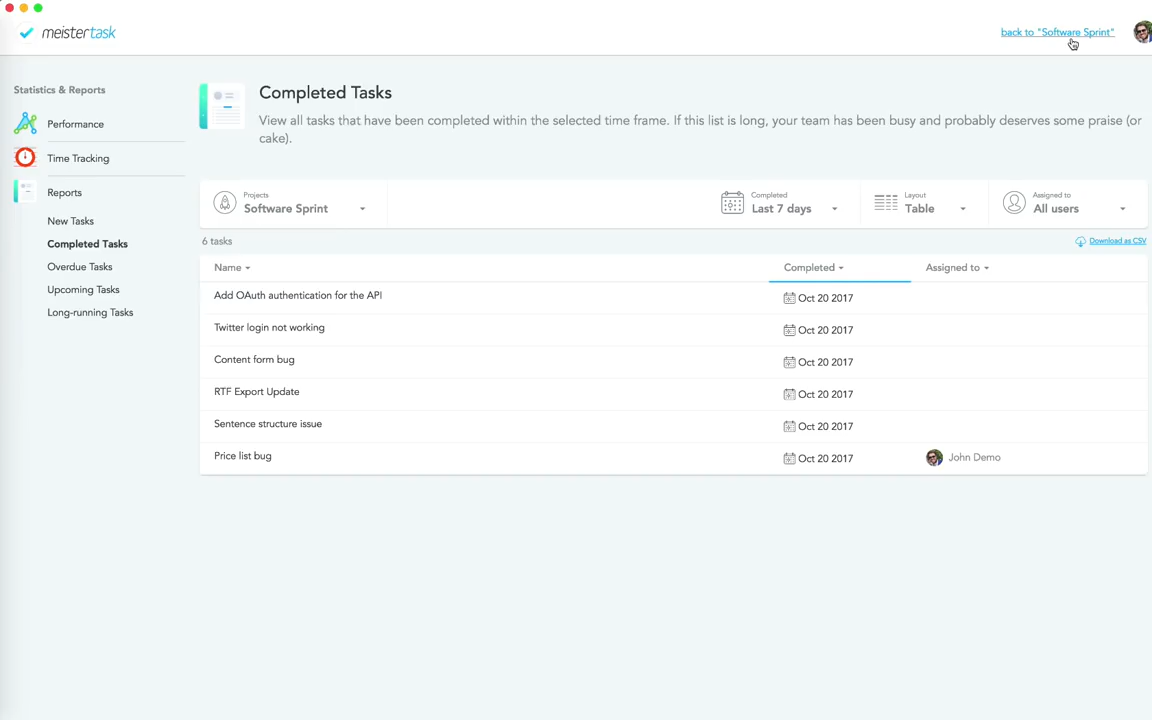 meistertask
back to "Software Sprint"
Statistics & Reports
Performance
Time Tracking
Reports
New Tasks
Completed Tasks
Overdue Tasks
Upcoming Tasks
Long-running Tasks
Completed Tasks
View all tasks that have been completed within the selected time frame. If this list is long, your team has been busy and probably deserves some praise (or
cake).
Projects
Software Sprint
Completed
Last 7 days
Layout
Table
Assigned to
All users
6 tasks
Download as CSV
Name Completed Assigned to
Add OAuth authentication for the API Oct 20 2017
Twitter login not working Oct 20 2017
Content form bug Oct 20 2017
RTF Export Update Oct 20 2017
Sentence structure issue Oct 20 2017
Price list bug Oct 20 2017 John Demo